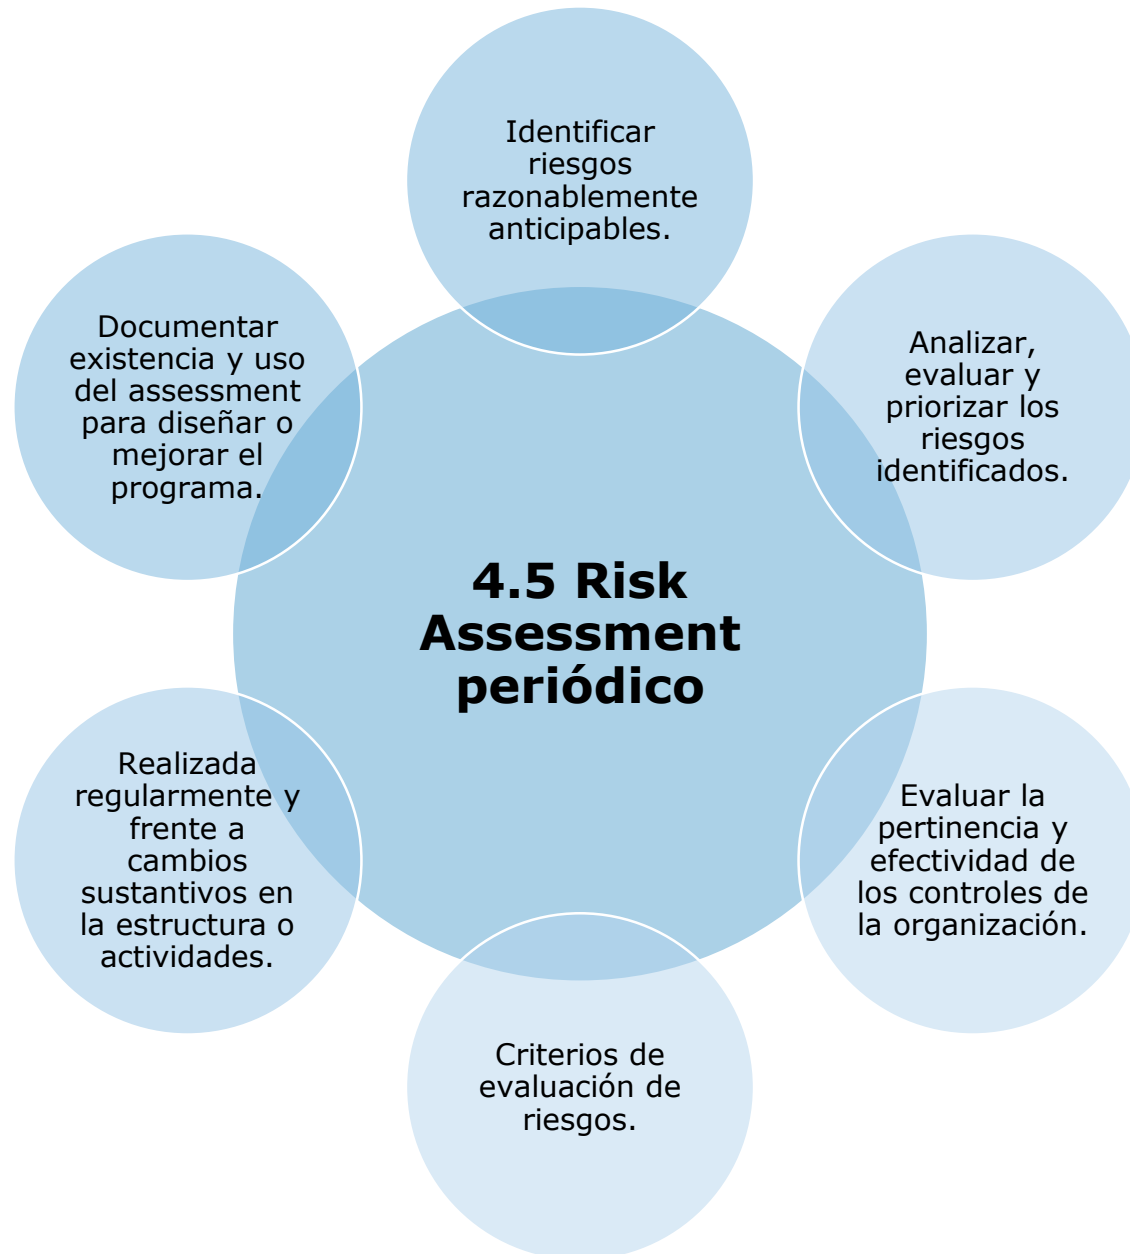 Identificar
riesgos
razonablemente
anticipables.
Analizar,
evaluar y
priorizar los
riesgos
identificados.
Evaluar la
pertinencia y
efectividad de
los controles de
la organización.
Criterios de
evaluación de
riesgos.
Realizada
regularmente y
frente a
cambios
sustantivos en
la estructura o
actividades.
Documentar
existencia y uso
del assessment
para diseñar o
mejorar el
programa.
4.5 Risk
Assessment
periódico